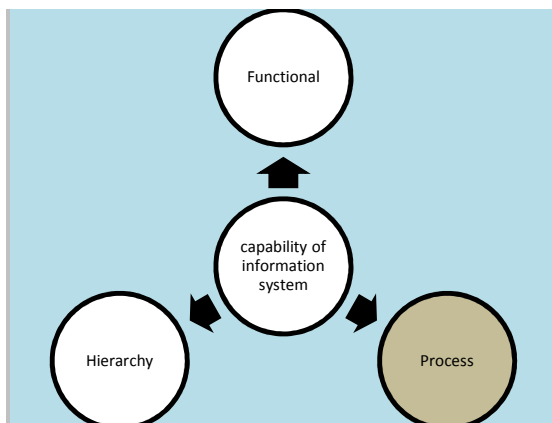 Functional
capability of
information
system
Hierarchy
Process